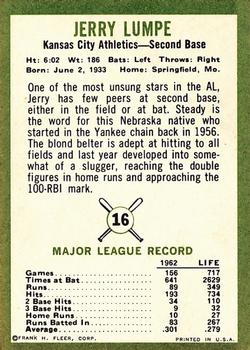 JERRY LUMPE
Kansas City Athletics—Second Base
Ht: 6:02 Wt: 186 Bats: Left Throws: Right
Born: June 2, 1933 Home: Springfield, Mo.
One of the most unsung stars in the AL,
Jerry has few peers at second base,
either in the field or at bat. Steady is the
word for this Nebraska native who
started in the Yankee chain back in 1956.
The blond belter is adept at hitting to all
fields and last year developed into some-
what of a slugger, reaching the double
figures in home runs and approaching the
100-RBI mark.
16
MAJOR LEAGUE RECORD
1962 LIFE
Games 156 717
Times at Bat 641 2629
Runs 89 349
Hits 193 734
2 Base Hits 34 110
3 Base Hits 9 32
Home Runs 10 27
Runs Batted In 83 267
Average .301 .279
©FRANK H. FLEER, CORP. PRINTED IN U.S.A.